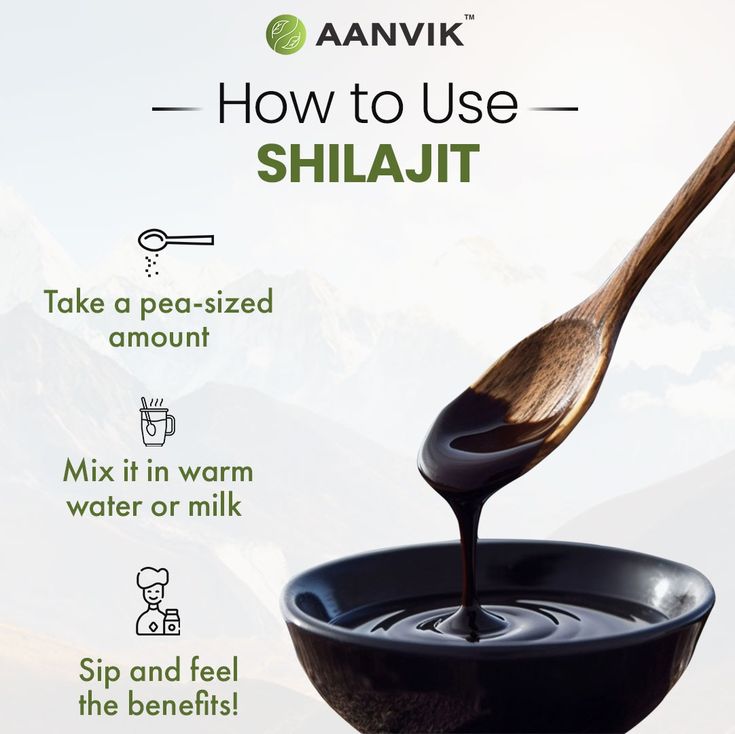 AANVIK™
How to Use
SHILAJIT
Take a pea-sized
amount
Mix it in warm
water or milk
Sip and feel
the benefits!